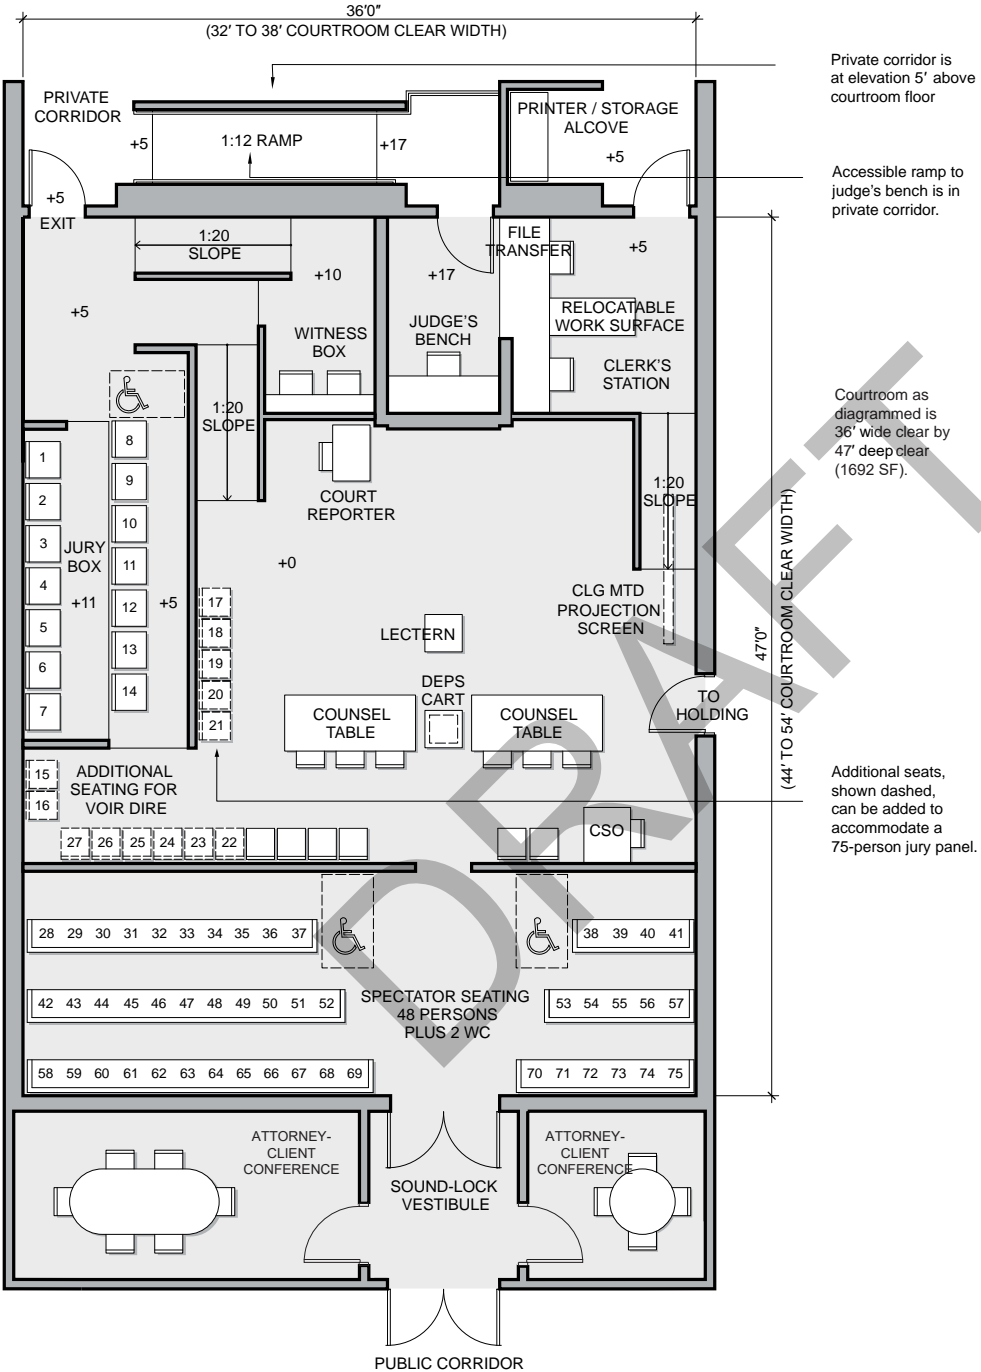 36′0″
(32′ TO 38′ COURTROOM CLEAR WIDTH)
Private corridor is
at elevation 5′ above
courtroom floor
PRIVATE
CORRIDOR
PRINTER / STORAGE
ALCOVE
+5
1:12 RAMP
+17
+5
Accessible ramp to
judge's bench is in
private corridor.
+5
EXIT
1:20
SLOPE
FILE
TRANSFER
+5
+10
+17
+5
WITNESS
BOX
JUDGE'S
BENCH
RELOCATABLE
WORK SURFACE
CLERK'S
STATION
Courtroom as
diagrammed is
36′ wide clear by
47′ deep clear
(1692 SF).
1:20
SLOPE
8
1
9
2
10
3
11
4
12
5
13
6
14
7
JURY
BOX
+11
+5
COURT
REPORTER
1:20
SLOPE
+0
CLG MTD
PROJECTION
SCREEN
47′0″
(44′ TO 54′ COURTROOM CLEAR WIDTH)
17
18
19
20
21
LECTERN
DEPS
CART
COUNSEL
TABLE
COUNSEL
TABLE
TO
HOLDING
15
16
ADDITIONAL
SEATING FOR
VOIR DIRE
Additional seats,
shown dashed,
can be added to
accommodate a
75-person jury panel.
27 26 25 24 23 22
CSO
28 29 30 31 32 33 34 35 36 37
38 39 40 41
42 43 44 45 46 47 48 49 50 51 52
53 54 55 56 57
SPECTATOR SEATING
48 PERSONS
PLUS 2 WC
58 59 60 61 62 63 64 65 66 67 68 69
70 71 72 73 74 75
ATTORNEY-
CLIENT
CONFERENCE
ATTORNEY-
CLIENT
CONFERENCE
SOUND-LOCK
VESTIBULE
PUBLIC CORRIDOR
DRAFT